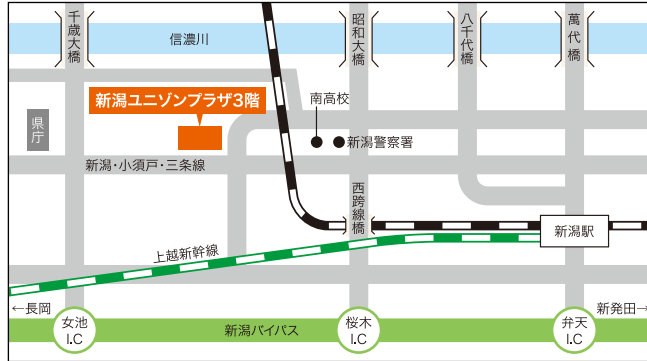 千歳大橋
昭和大橋
八千代橋
萬代橋
信濃川
新潟ユニゾンプラザ3階
南高校
県庁
新潟警察署
新潟・小須戸・三条線
西跨線橋
新潟駅
上越新幹線
←長岡
新発田→
女池
I.C
新潟バイパス
桜木
I.C
弁天
I.C